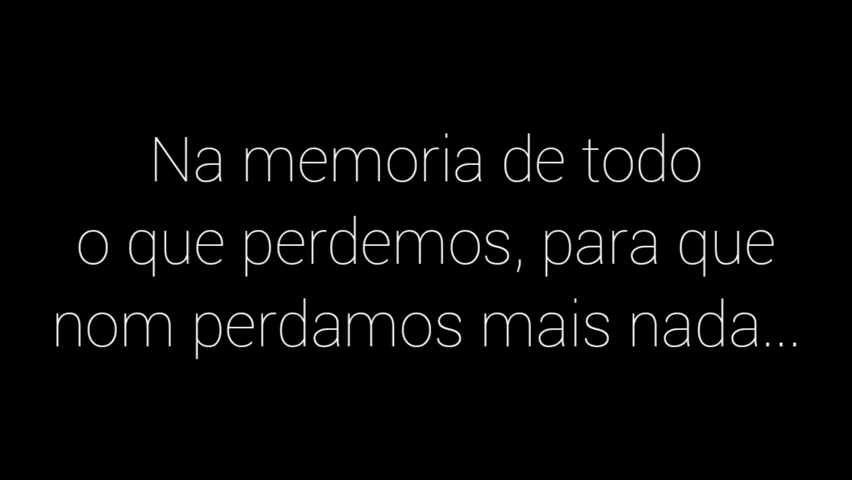 Na memoria de todo
o que perdemos, para que
nom perdamos mais nada...